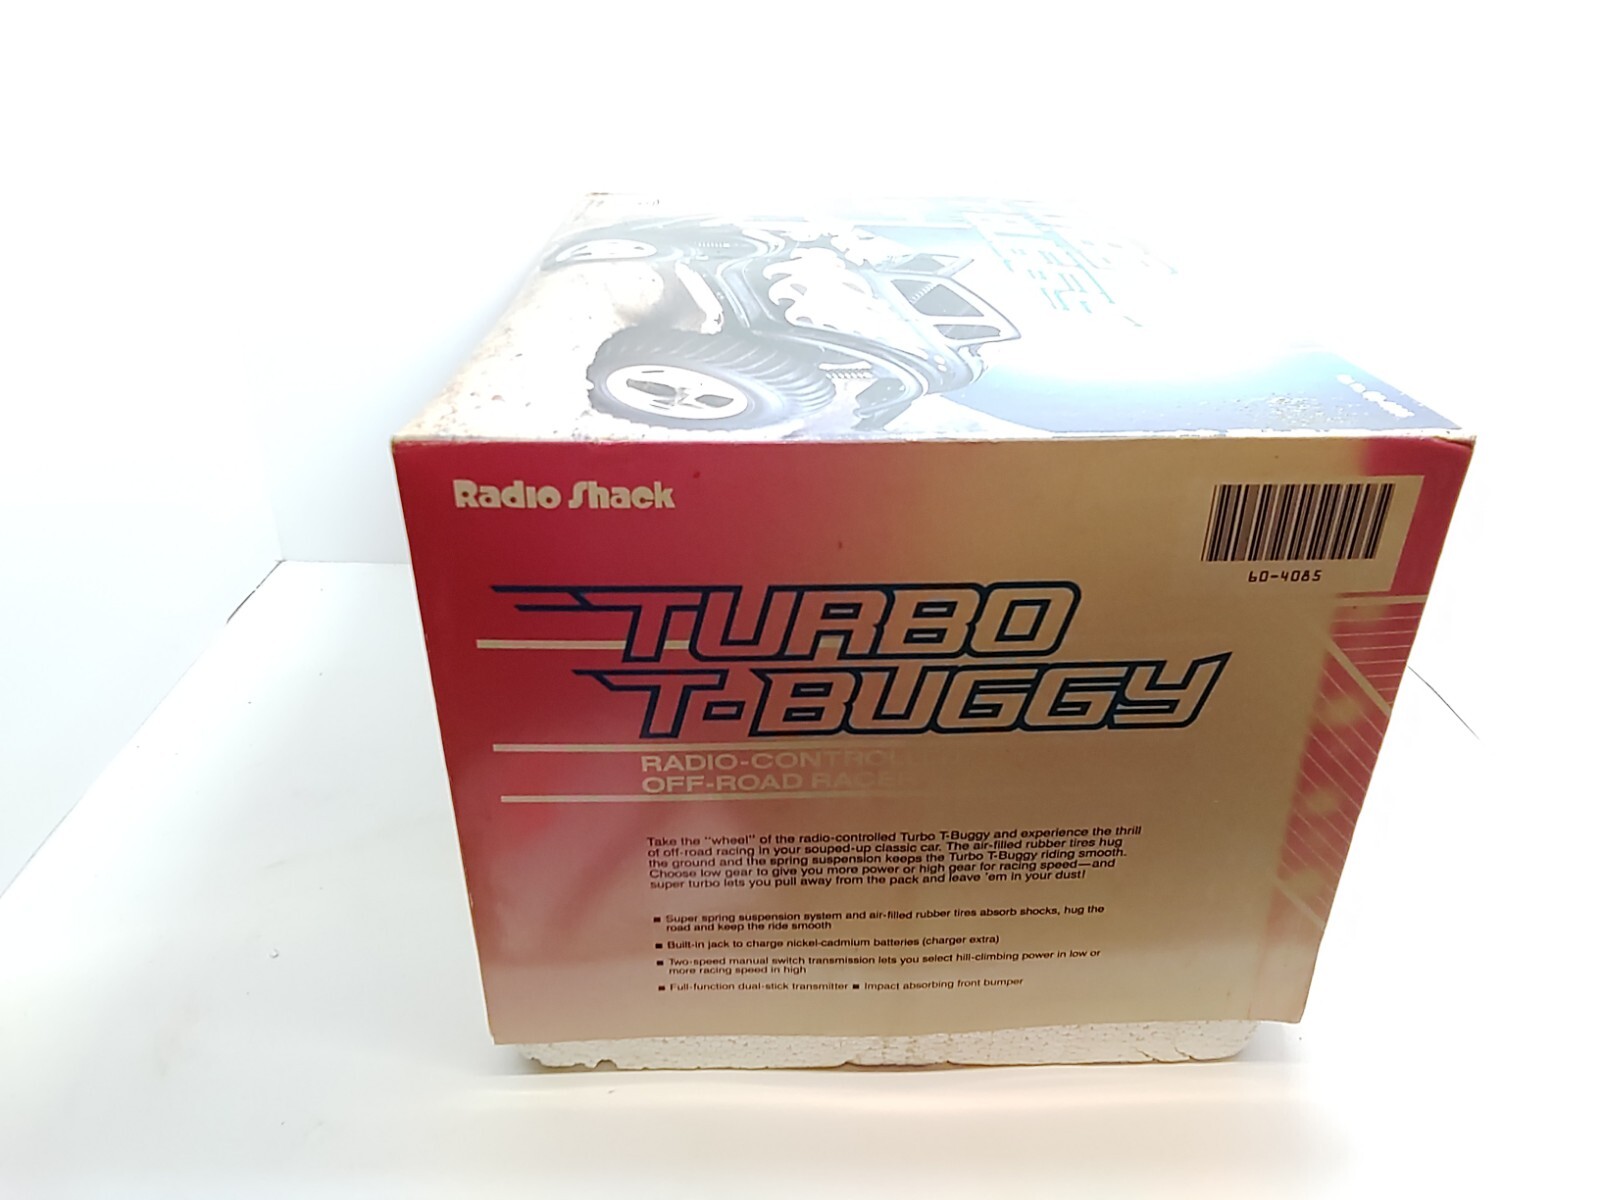 Radio Shack
60-4085
TURBO
T-BUGGY
RADIO-CONTROLLED
OFF-ROAD RACER
Take the "wheel" of the radio-controlled Turbo T-Buggy and experience the thrill
of off-road racing in your souped-up classic car. The air-filled rubber tires hug
the ground and the spring suspension keeps the Turbo T-Buggy riding smooth.
Choose low gear to give you more power or high gear for racing speed—and
super turbo lets you pull away from the pack and leave 'em in your dust!
▪ Super spring suspension system and air-filled rubber tires absorb shocks, hug the
road and keep the ride smooth
▪ Built-in jack to charge nickel-cadmium batteries (charger extra)
▪ Two-speed manual switch transmission lets you select hill-climbing power in low or
more racing speed in high
▪ Full-function dual-stick transmitter ▪ Impact absorbing front bumper